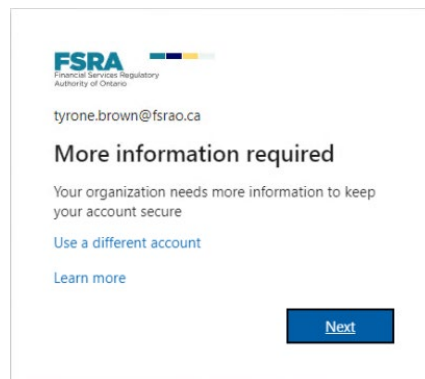 FSRA
Financial Services Regulatory
Authority of Ontario
tyrone.brown@fsrao.ca
More information required
Your organization needs more information to keep
your account secure
Use a different account
Learn more
Next